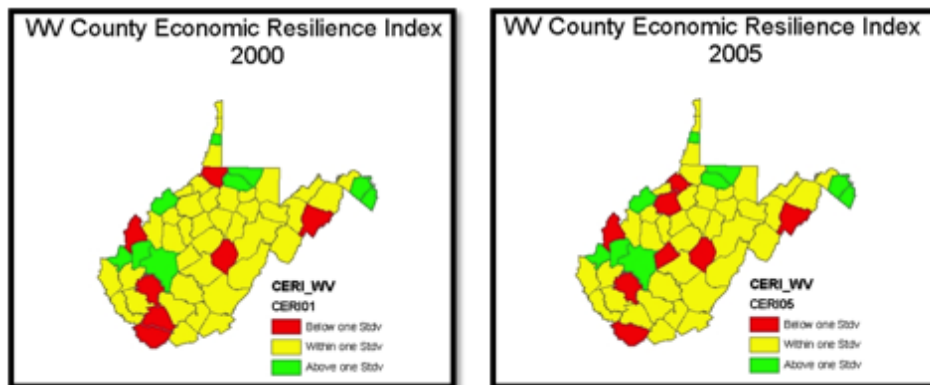 WV County Economic Resilience Index
2000
CERI_WV
CERI01
Below one Stdv
Within one Stdv
Above one Stdv
WV County Economic Resilience Index
2005
CERI_WV
CERI05
Below one Stdv
Within one Stdv
Above one Stdv